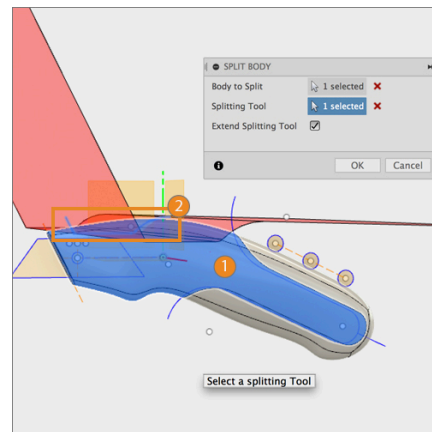 SPLIT BODY
Body to Split 1 selected
Splitting Tool 1 selected
Extend Splitting Tool
OK Cancel
2
1
Select a splitting Tool